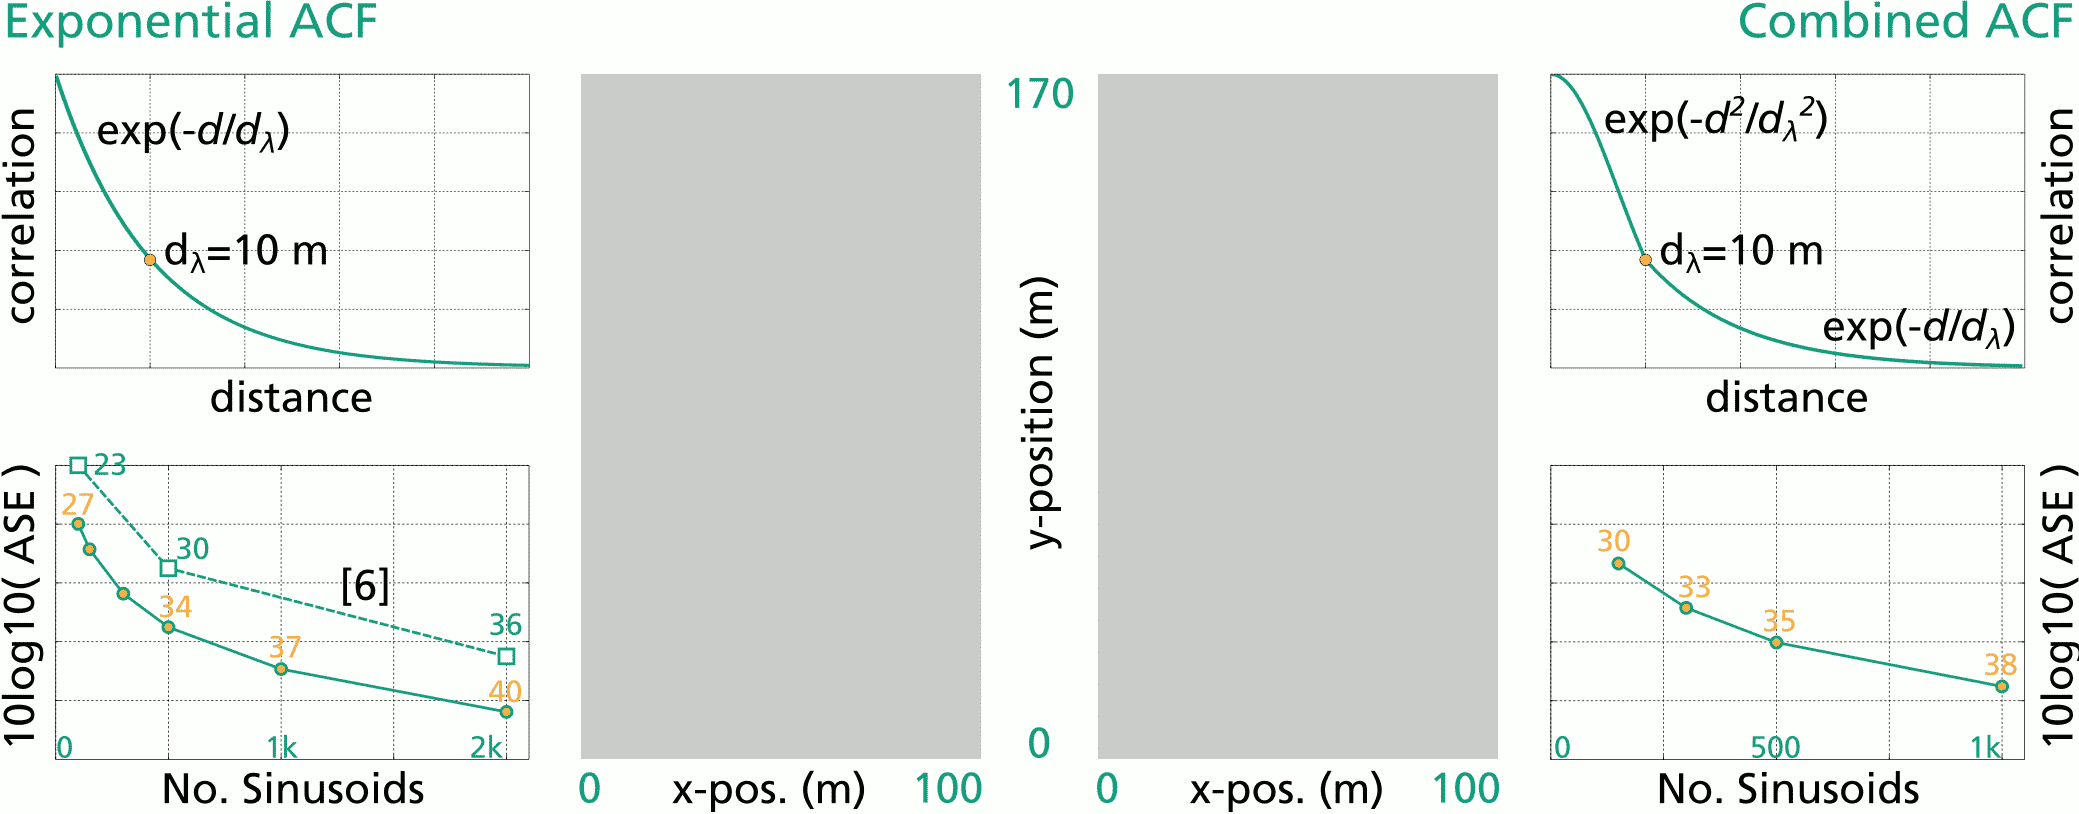 Exponential ACF
Combined ACF
correlation
exp(-d/dλ)
dλ=10 m
distance
10log10( ASE )
23
27
30
[6]
34
36
37
40
0
1k
2k
No. Sinusoids
170
y-position (m)
0
0
x-pos. (m)
100
0
x-pos. (m)
100
exp(-d²/dλ²)
dλ=10 m
exp(-d/dλ)
correlation
distance
30
33
35
38
0
500
1k
10log10( ASE )
No. Sinusoids